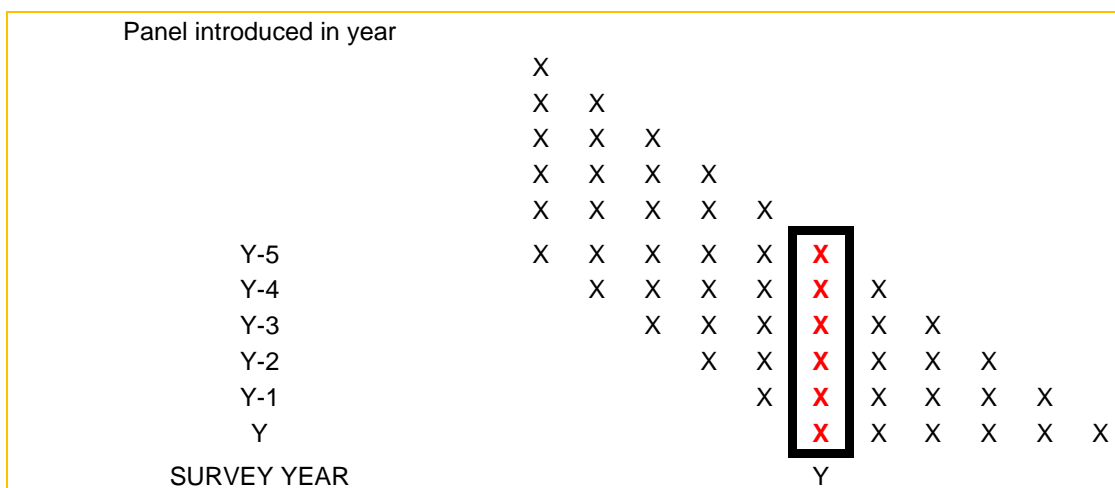 Panel introduced in year
X
X X
X X X
X X X X
X X X X X
Y-5 X X X X X X
Y-4 X X X X X X
Y-3 X X X X X X
Y-2 X X X X X X
Y-1 X X X X X X
Y X X X X X X
SURVEY YEAR Y